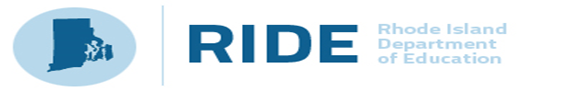 RIDE
Rhode Island
Department
of Education